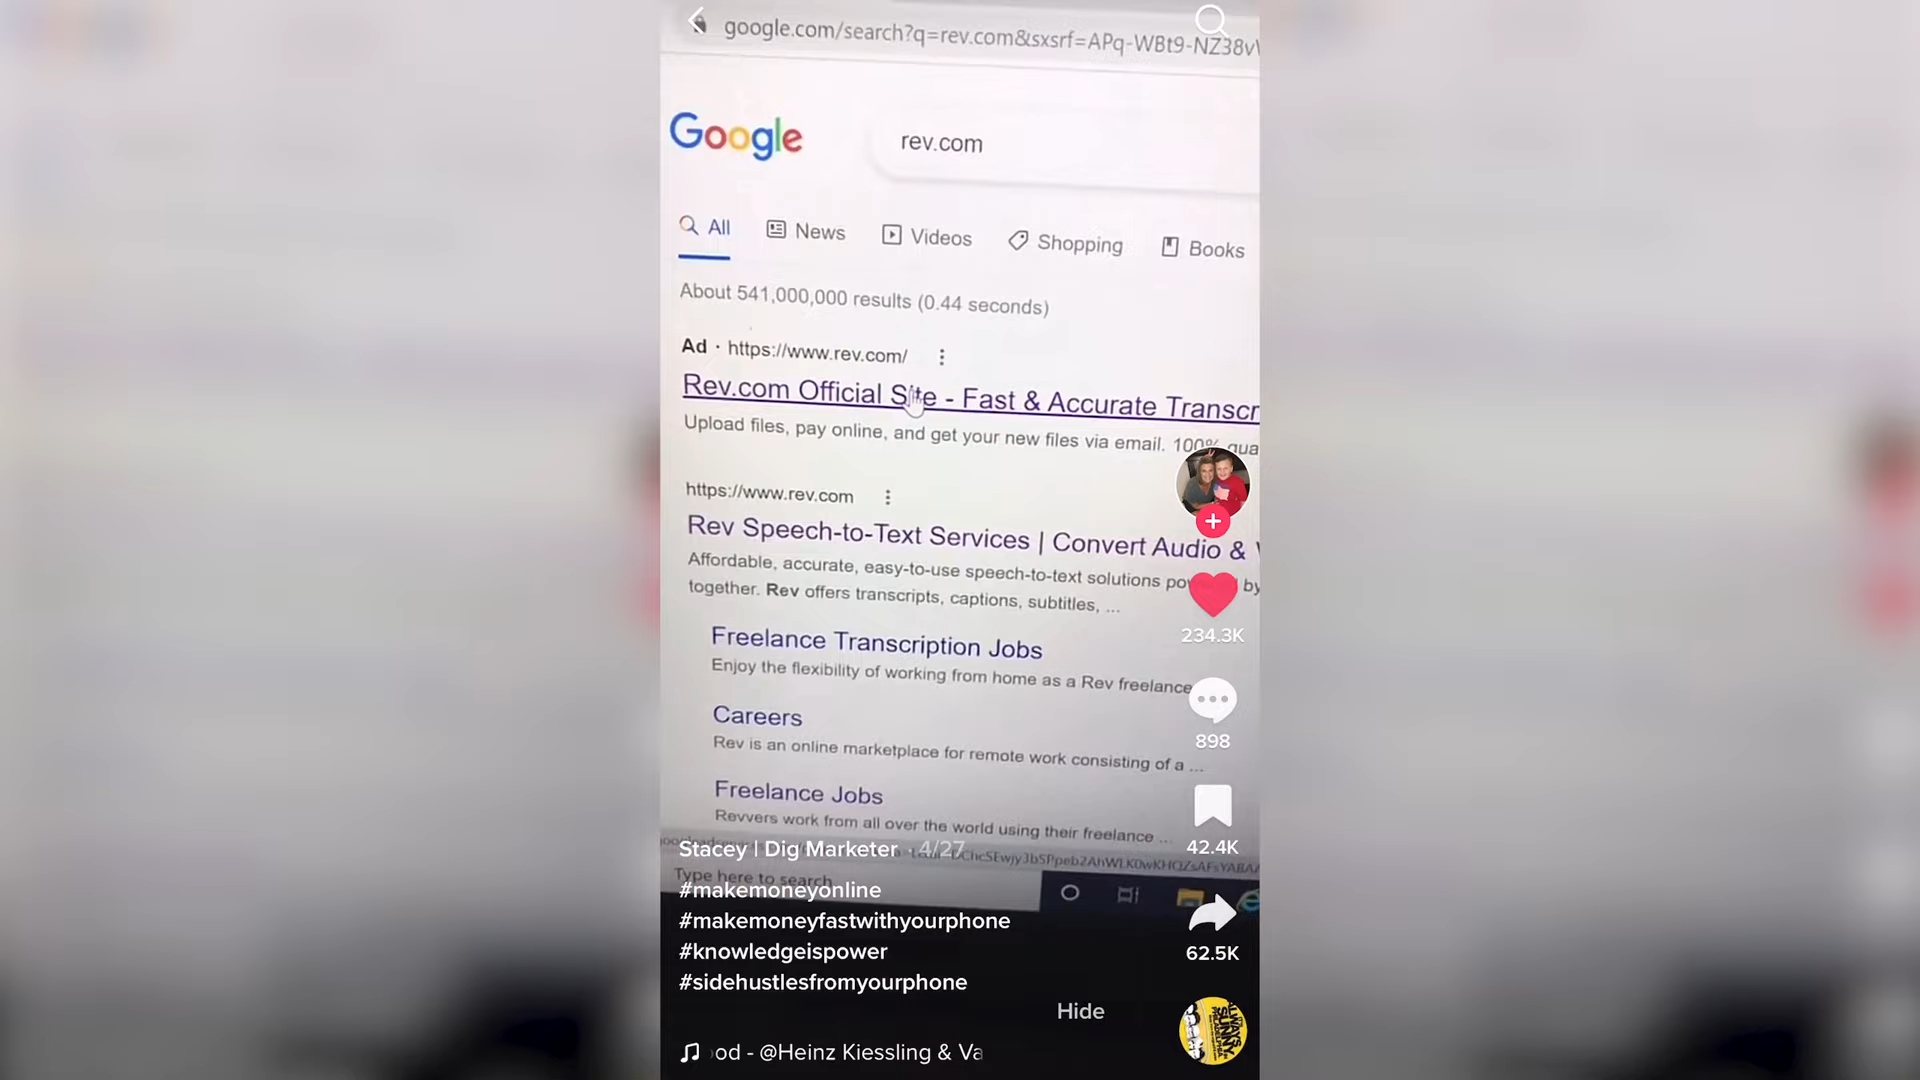 google.com/search?q=rev.com&sxsrf=APq-WBt9-NZ38v
Google
rev.com
All
News
Videos
Shopping
Books
About 541,000,000 results (0.44 seconds)
Ad · https://www.rev.com/
Rev.com Official Site - Fast & Accurate Transcr
Upload files, pay online, and get your new files via email. 100% qua
https://www.rev.com
Rev Speech-to-Text Services | Convert Audio &
Affordable, accurate, easy-to-use speech-to-text solutions by
together. Rev offers transcripts, captions, subtitles, ...
234.3K
Freelance Transcription Jobs
Enjoy the flexibility of working from home as a Rev freelance
Careers
Rev is an online marketplace for remote work consisting of a ...
898
Freelance Jobs
Revvers work from all over the world using their freelance ...
42.4K
Stacey | Dig Marketer · 4/27
Type here to search
#makemoneyonline
#makemoneyfastwithyourphone
#knowledgeispower
#sidehustlesfromyourphone
62.5K
Hide
ood - @Heinz Kiessling & Va
ALWAYS SUNNY PHILADELPHIA